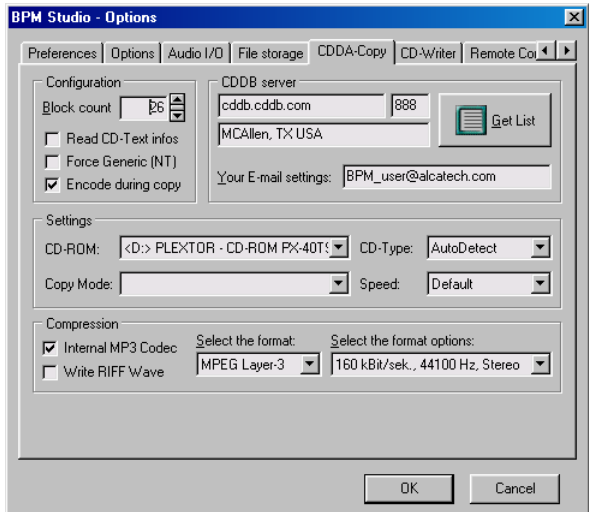 BPM Studio - Options
Preferences Options Audio I/O File storage CDDA-Copy CD-Writer Remote Co
Configuration
Block count 26
Read CD-Text infos
Force Generic (NT)
Encode during copy
CDDB server
cddb.cddb.com 888
MCAllen, TX USA
Get List
Your E-mail settings: BPM_user@alcatech.com
Settings
CD-ROM: <D:> PLEXTOR - CD-ROM PX-40TS CD-Type: AutoDetect
Copy Mode: Speed: Default
Compression
Internal MP3 Codec
Write RIFF Wave
Select the format:
MPEG Layer-3
Select the format options:
160 kBit/sek., 44100 Hz, Stereo
OK Cancel